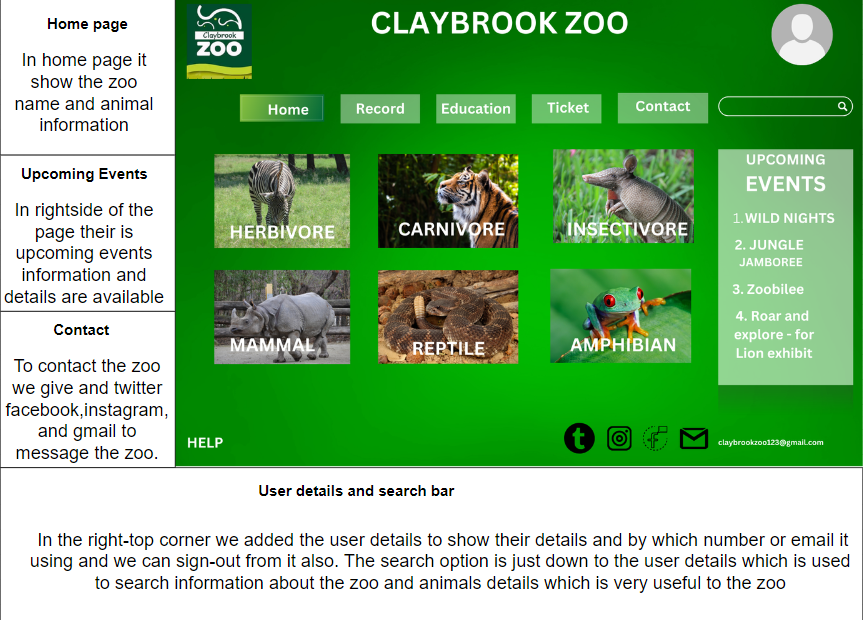 Home page
In home page it
show the zoo
name and animal
information
Upcoming Events
In rightside of the
page their is
upcoming events
information and
details are available
Contact
To contact the zoo
we give and twitter
facebook,instagram,
and gmail to
message the zoo.
Claybrook
ZOO
CLAYBROOK ZOO
Home
Record
Education
Ticket
Contact
HERBIVORE
CARNIVORE
INSECTIVORE
MAMMAL
REPTILE
AMPHIBIAN
UPCOMING
EVENTS
1.WILD NIGHTS
2. JUNGLE
JAMBOREE
3. Zoobilee
4. Roar and
explore - for
Lion exhibit
HELP
claybrookzoo123@gmail.com
User details and search bar
In the right-top corner we added the user details to show their details and by which number or email it
using and we can sign-out from it also. The search option is just down to the user details which is used
to search information about the zoo and animals details which is very useful to the zoo